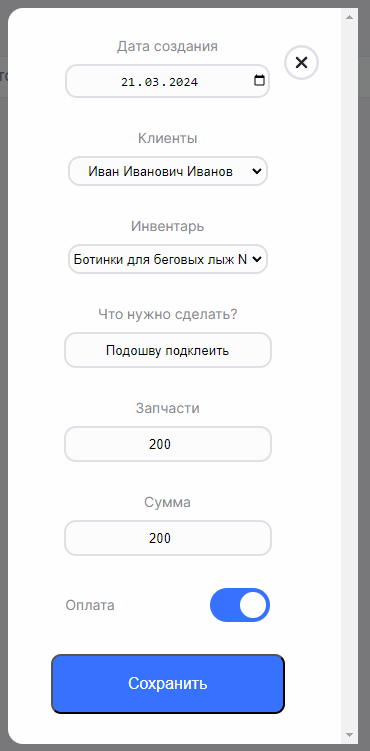 Дата создания
21.03.2024
Клиенты
Иван Иванович Иванов
Инвентарь
Ботинки для беговых лыж N
Что нужно сделать?
Подошву подклеить
Запчасти
200
Сумма
200
Оплата
Сохранить